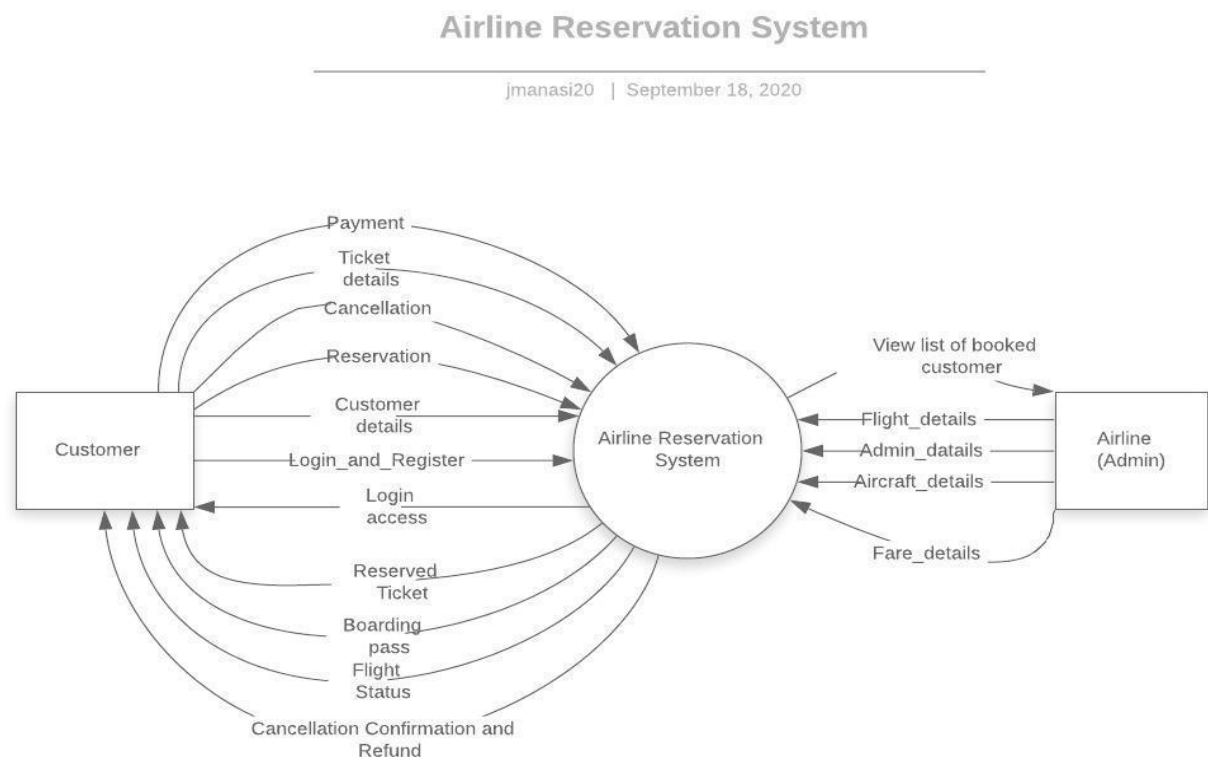 Airline Reservation System
jmanasi20 | September 18, 2020
Payment
Ticket
details
Cancellation
Reservation
Customer
details
Login_and_Register
Login
access
Reserved
Ticket
Boarding
pass
Flight
Status
Cancellation Confirmation and
Refund
Customer
Airline Reservation
System
View list of booked
customer
Flight_details
Admin_datails
Aircraft_details
Fare_details
Airline
(Admin)